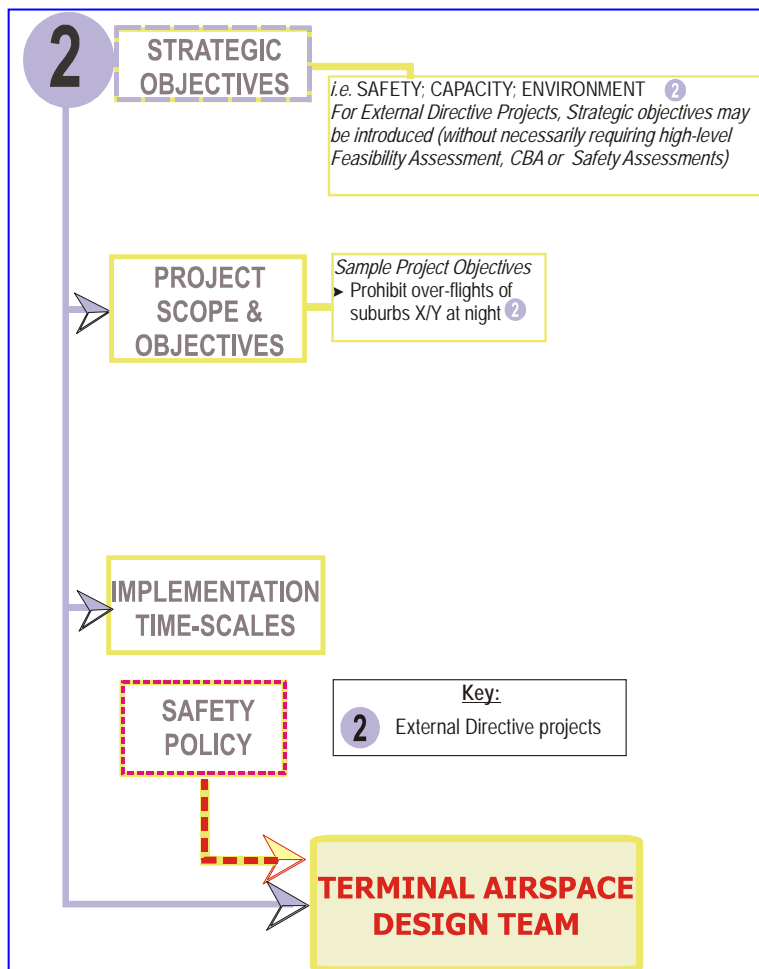 2
STRATEGIC
OBJECTIVES
i.e. SAFETY; CAPACITY; ENVIRONMENT 2
For External Directive Projects, Strategic objectives may
be introduced (without necessarily requiring high-level
Feasibility Assessment, CBA or Safety Assessments)
PROJECT
SCOPE &
OBJECTIVES
Sample Project Objectives
➤ Prohibit over-flights of
suburbs X/Y at night 2
IMPLEMENTATION
TIME-SCALES
SAFETY
POLICY
Key:
2 External Directive projects
TERMINAL AIRSPACE
DESIGN TEAM